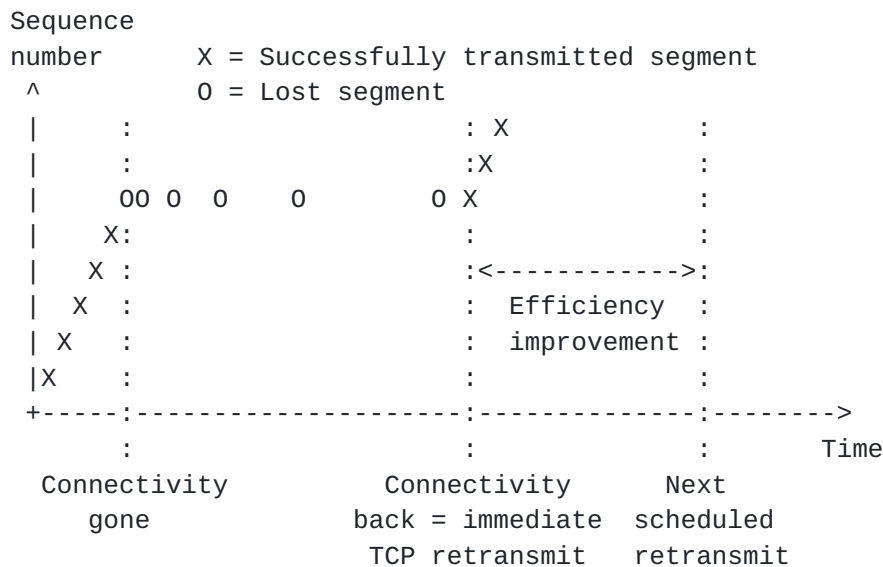 Sequence
number      X = Successfully transmitted segment
 ^          O = Lost segment
 |     :                     : X            :
 |     :                     :X             :
 |     OO O  O    O        O X              :
 |    X:                     :              :
 |   X :                     :<------------>:
 |  X  :                     :  Efficiency  :
 | X   :                     :  improvement :
 |X    :                     :              :
 +-----:---------------------:--------------:-------->
       :                     :              :       Time
  Connectivity          Connectivity      Next
     gone             back = immediate  scheduled
                       TCP retransmit   retransmit